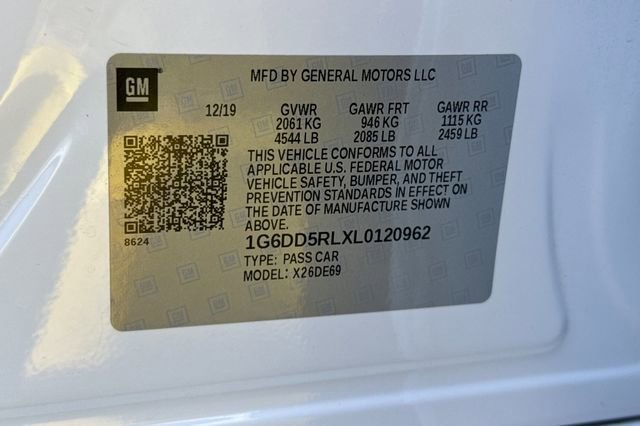 GM
MFD BY GENERAL MOTORS LLC
12/19 GVWR GAWR FRT GAWR RR
2061 KG 946 KG 1115 KG
4544 LB 2085 LB 2459 LB
THIS VEHICLE CONFORMS TO ALL
APPLICABLE U.S. FEDERAL MOTOR
VEHICLE SAFETY, BUMPER, AND THEFT
PREVENTION STANDARDS IN EFFECT ON
THE DATE OF MANUFACTURE SHOWN
ABOVE.
8624
1G6DD5RLXL0120962
TYPE: PASS CAR
MODEL: X26DE69